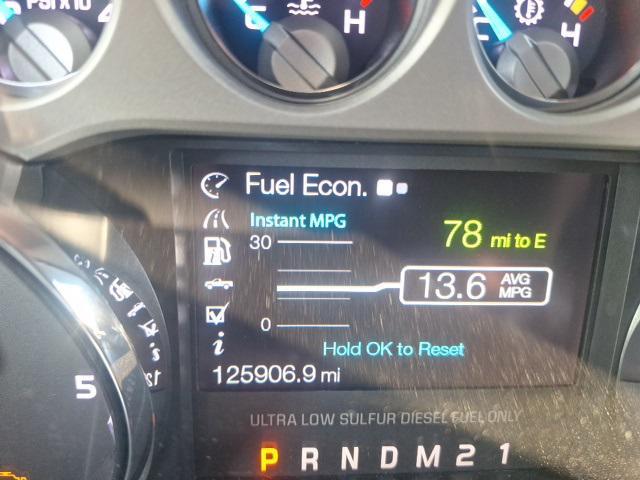 PSI X10
C H
C H
Fuel Econ.
Instant MPG
30
78 mi to E
13.6 AVG MPG
0
Hold OK to Reset
i
125906.9 mi
5
ULTRA LOW SULFUR DIESEL FUEL ONLY
P R N D M 2 1